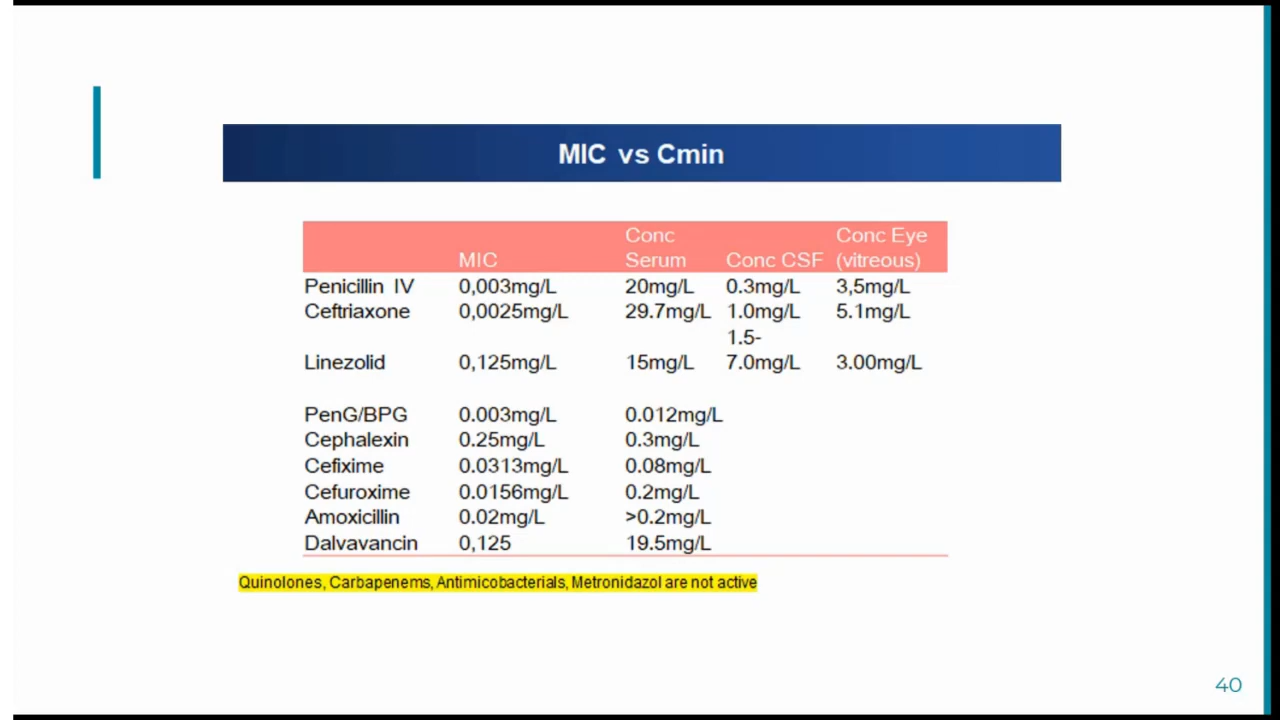 MIC vs Cmin
MIC Conc Serum Conc CSF Conc Eye (vitreous)
Penicillin IV 0,003mg/L 20mg/L 0.3mg/L 3,5mg/L
Ceftriaxone 0,0025mg/L 29.7mg/L 1.0mg/L 5.1mg/L
Linezolid 0,125mg/L 15mg/L 1.5-7.0mg/L 3.00mg/L
PenG/BPG 0.003mg/L 0.012mg/L
Cephalexin 0.25mg/L 0.3mg/L
Cefixime 0.0313mg/L 0.08mg/L
Cefuroxime 0.0156mg/L 0.2mg/L
Amoxicillin 0.02mg/L >0.2mg/L
Dalvavancin 0,125 19.5mg/L
Quinolones, Carbapenems, Antimicobacterials, Metronidazol are not active
40